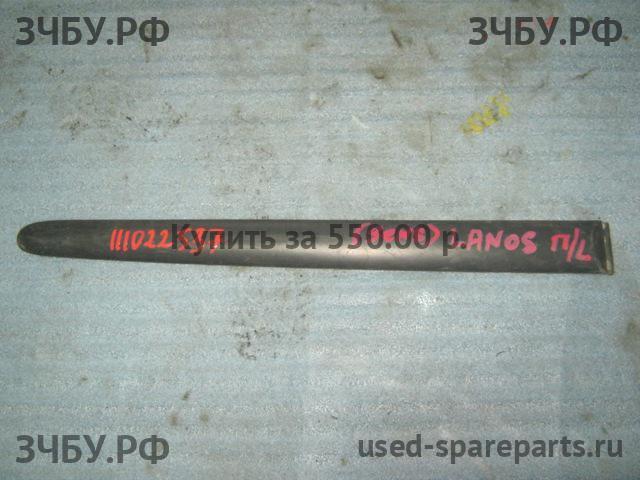 ЗЧБУ.РФ
ЗЧБУ.РФ
Купить за 550.00 р.
LANOS П/L
ЗЧБУ.РФ
used-spareparts.ru